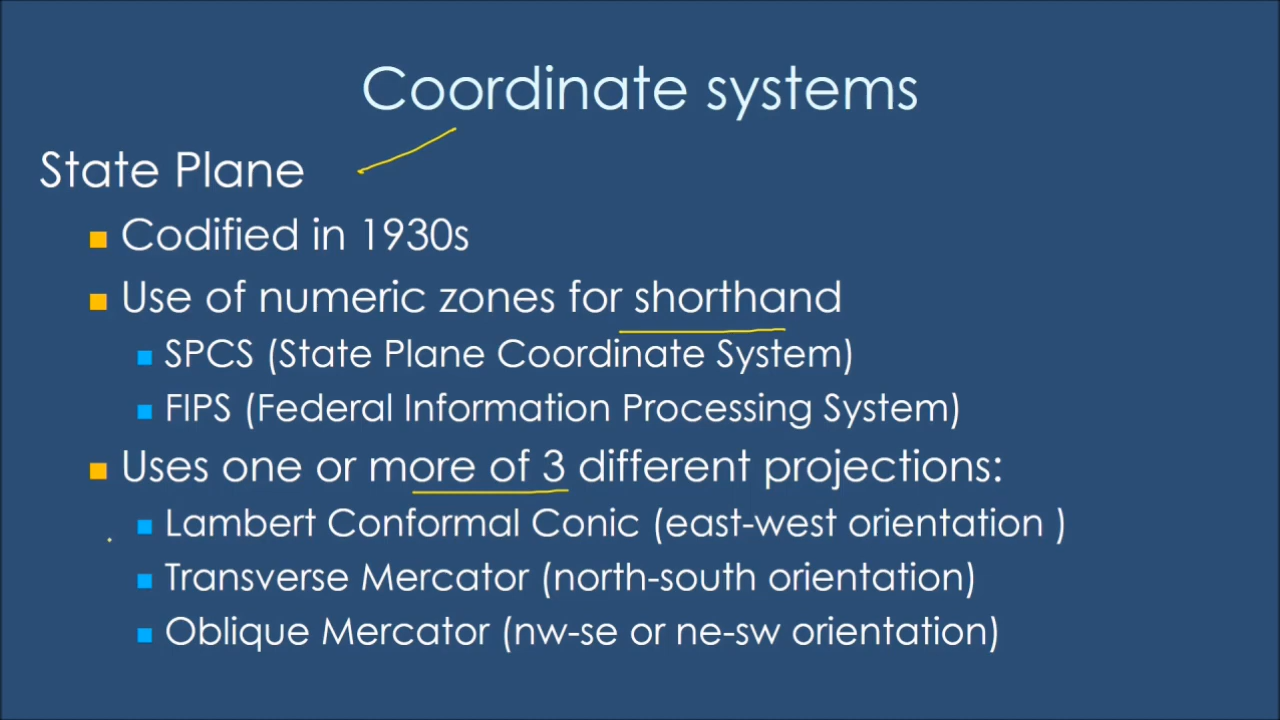 Coordinate systems
State Plane
Codified in 1930s
Use of numeric zones for shorthand
SPCS (State Plane Coordinate System)
FIPS (Federal Information Processing System)
Uses one or more of 3 different projections:
Lambert Conformal Conic (east-west orientation )
Transverse Mercator (north-south orientation)
Oblique Mercator (nw-se or ne-sw orientation)